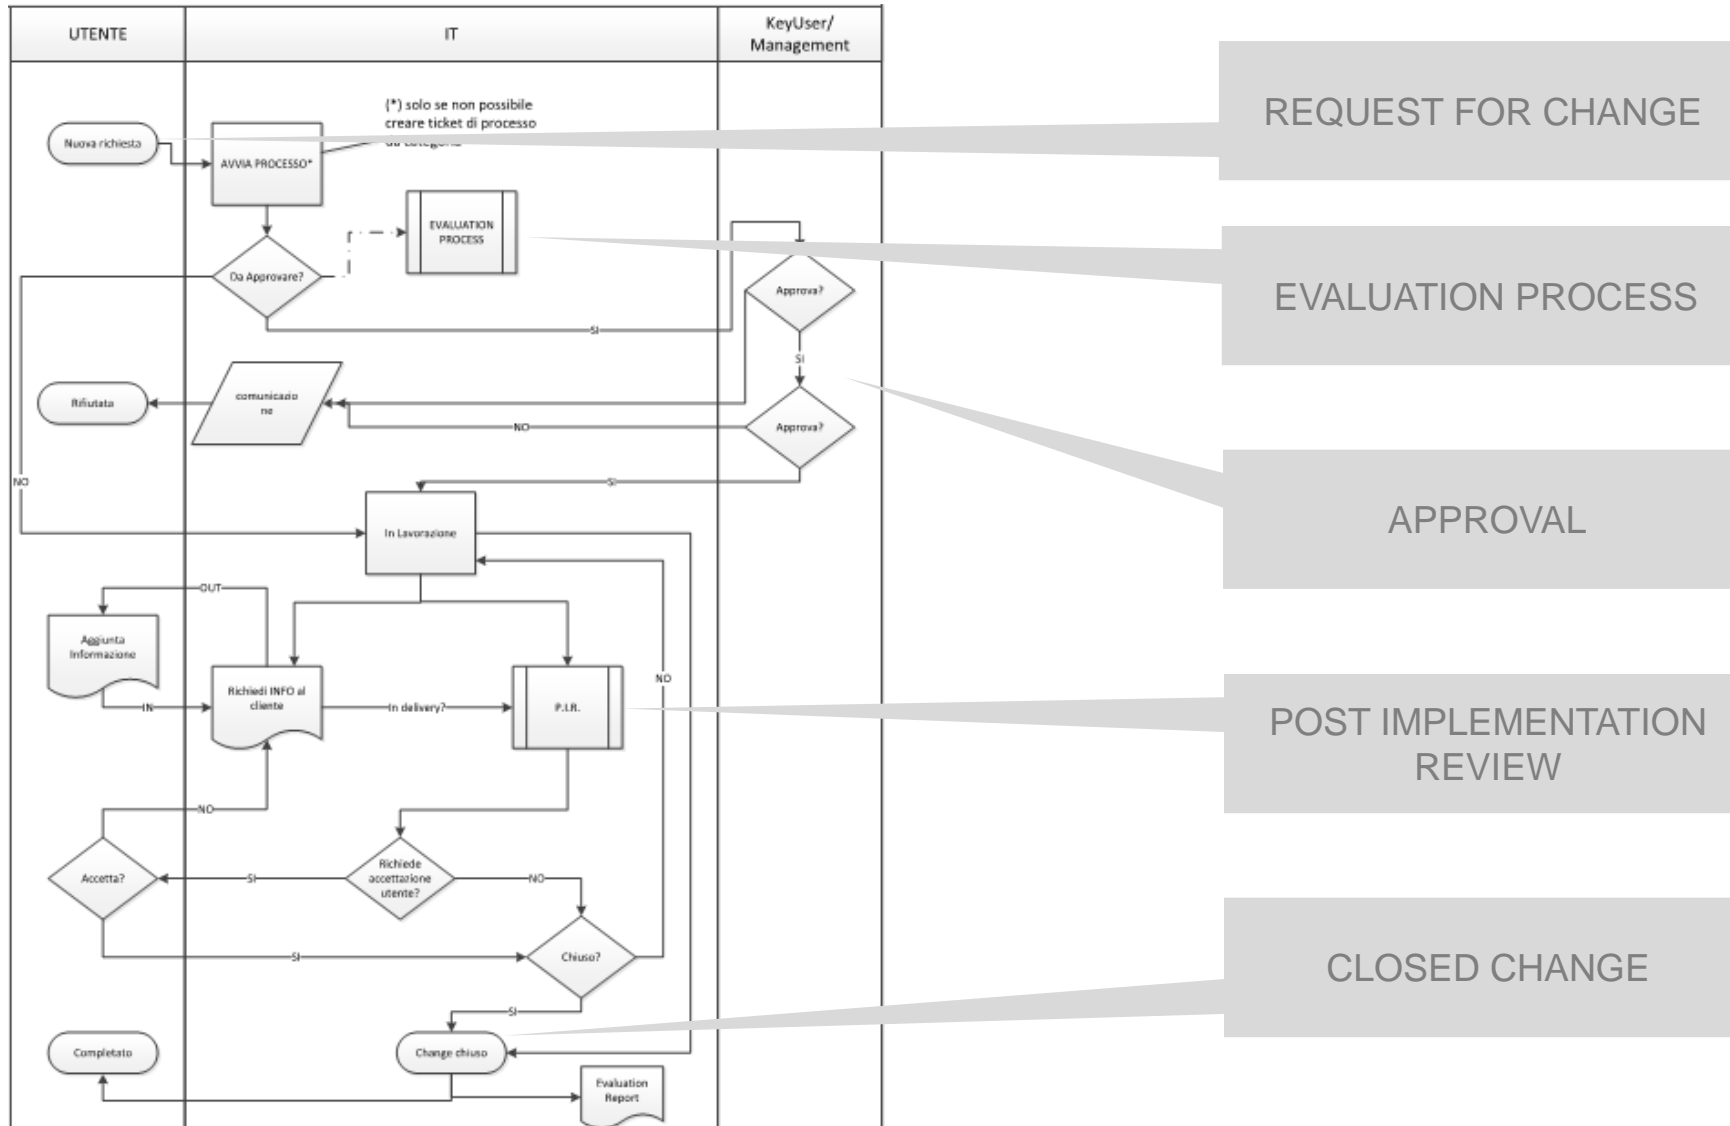 UTENTE
IT
KeyUser/
Management
(*) solo se non possibile
creare ticket di processo
da categoria
Nuova richiesta
AVVIA PROCESSO*
REQUEST FOR CHANGE
EVALUATION
PROCESS
EVALUATION PROCESS
Da Approvare?
Approva?
SI
SI
Rifiutata
comunicazio
ne
NO
Approva?
APPROVAL
NO
SI
In Lavorazione
OUT
Aggiunta
Informazione
NO
Richiedi INFO al
cliente
IN
In delivery?
P.I.R.
POST IMPLEMENTATION
REVIEW
NO
Accetta?
SI
Richiede
accettazione
utente?
NO
SI
Chiuso?
CLOSED CHANGE
SI
Completato
Change chiuso
Evaluation
Report